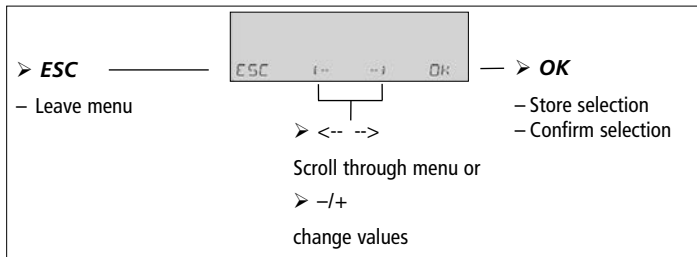 ➢ ESC
– Leave menu
ESC <-- --> OK
➢ <-- -->
Scroll through menu or
➢ –/+
change values
➢ OK
– Store selection
– Confirm selection